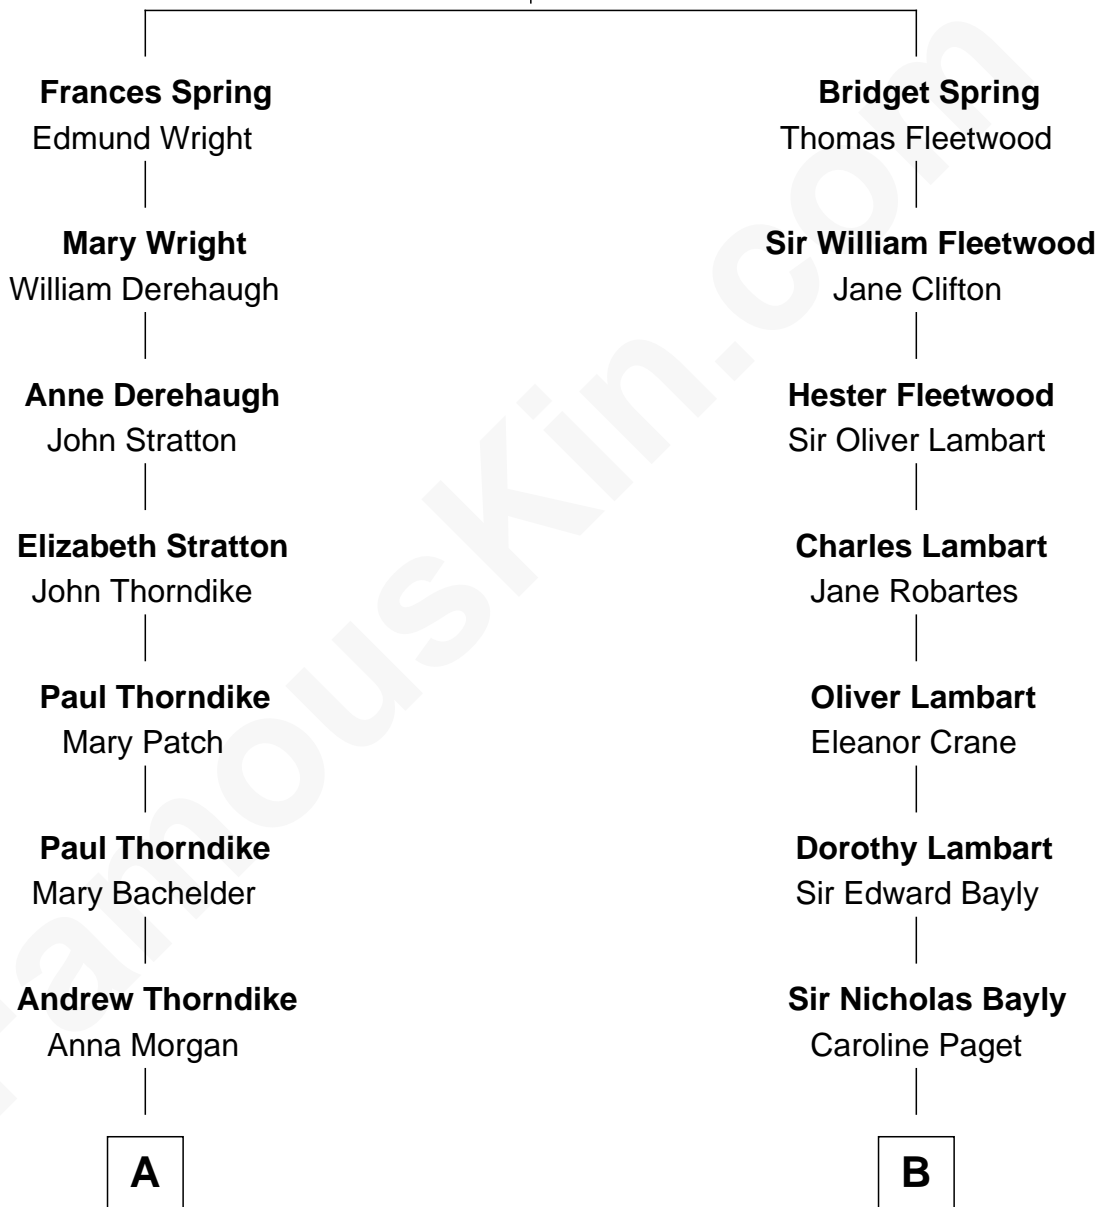 Frances Spring
Edmund Wright
Mary Wright
William Derehaugh
Anne Derehaugh
John Stratton
Elizabeth Stratton
John Thorndike
Paul Thorndike
Mary Patch
Paul Thorndike
Mary Bachelder
Andrew Thorndike
Anna Morgan
A
Bridget Spring
Thomas Fleetwood
Sir William Fleetwood
Jane Clifton
Hester Fleetwood
Sir Oliver Lambart
Charles Lambart
Jane Robartes
Oliver Lambart
Eleanor Crane
Dorothy Lambart
Sir Edward Bayly
Sir Nicholas Bayly
Caroline Paget
B
FamousKin.com